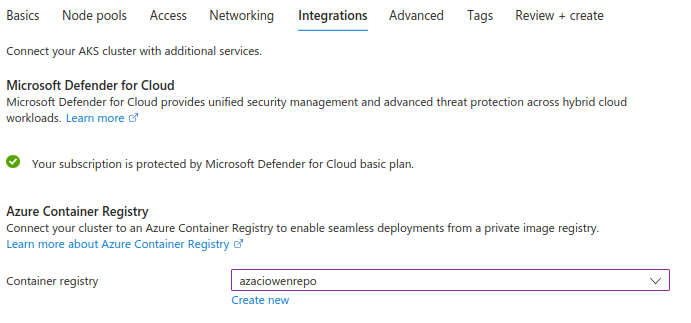 Basics Node pools Access Networking Integrations Advanced Tags Review + create
Connect your AKS cluster with additional services.
Microsoft Defender for Cloud
Microsoft Defender for Cloud provides unified security management and advanced threat protection across hybrid cloud
workloads. Learn more
Your subscription is protected by Microsoft Defender for Cloud basic plan.
Azure Container Registry
Connect your cluster to an Azure Container Registry to enable seamless deployments from a private image registry.
Learn more about Azure Container Registry
Container registry azaciowenrepo
Create new